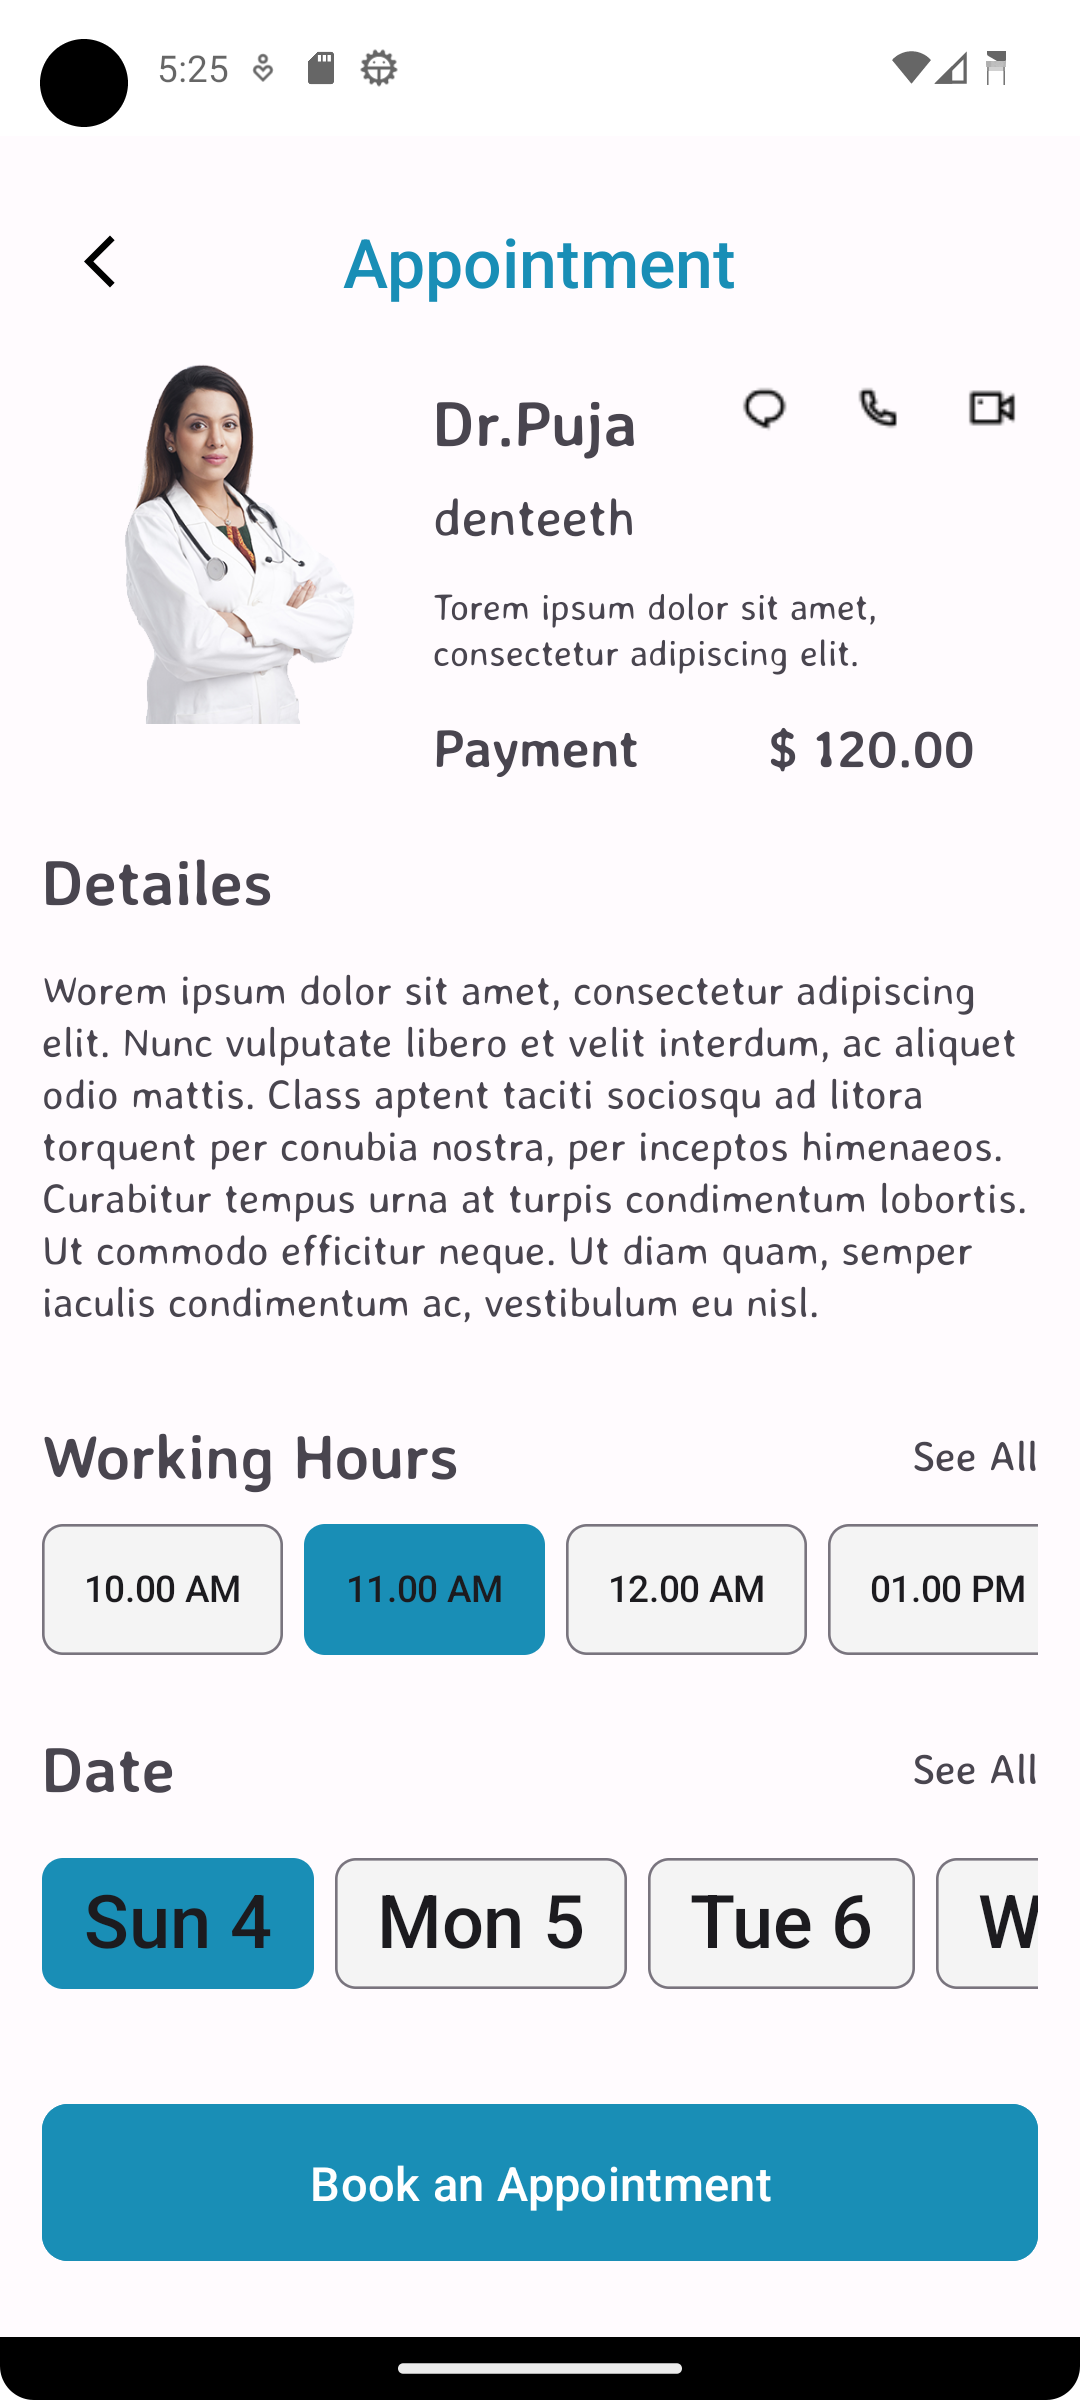 5:25
Appointment
Dr.Puja
denteeth
Torem ipsum dolor sit amet,
consectetur adipiscing elit.
Payment $ 120.00
Detailes
Worem ipsum dolor sit amet, consectetur adipiscing
elit. Nunc vulputate libero et velit interdum, ac aliquet
odio mattis. Class aptent taciti sociosqu ad litora
torquent per conubia nostra, per inceptos himenaeos.
Curabitur tempus urna at turpis condimentum lobortis.
Ut commodo efficitur neque. Ut diam quam, semper
iaculis condimentum ac, vestibulum eu nisl.
Working Hours See All
10.00 AM 11.00 AM 12.00 AM 01.00 PM
Date See All
Sun 4 Mon 5 Tue 6 W
Book an Appointment